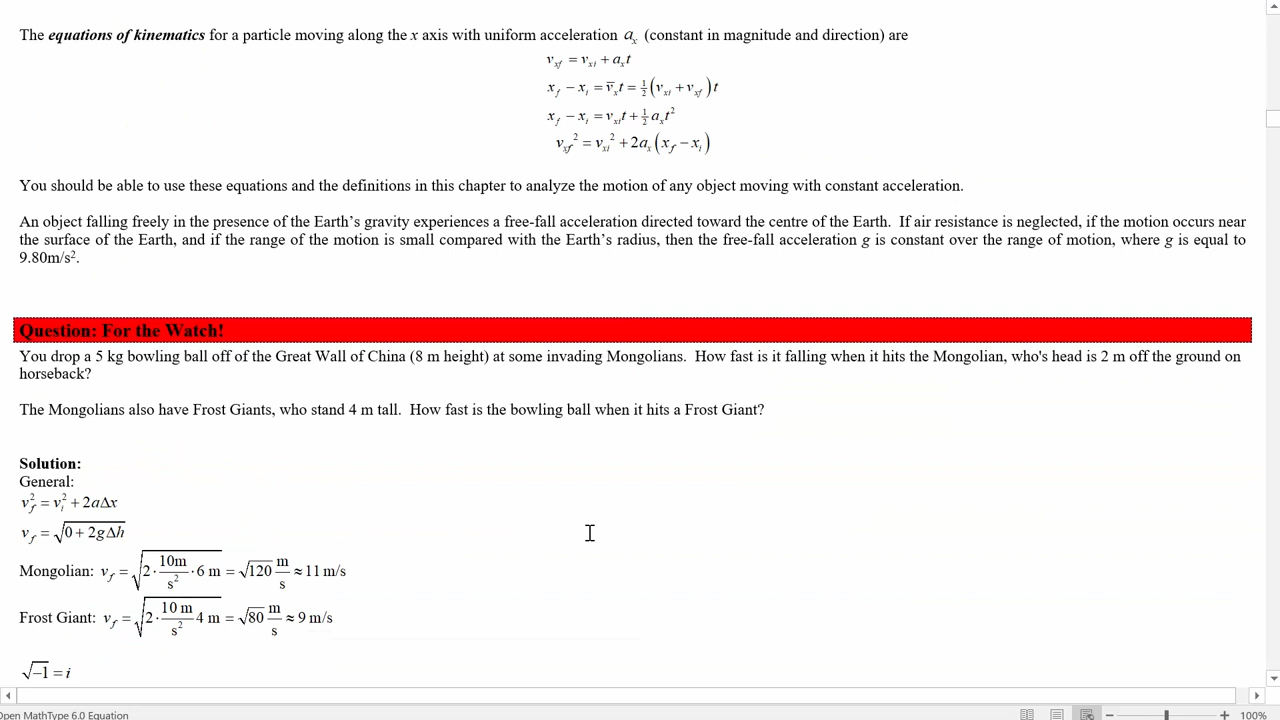 The equations of kinematics for a particle moving along the x axis with uniform acceleration aₓ (constant in magnitude and direction) are
v_xf = v_xi + a_x t
x_f − x_i = v̄_x t = ½(v_xi + v_xf)t
x_f − x_i = v_xi t + ½ a_x t²
v_xf² = v_xi² + 2a_x (x_f − x_i)
You should be able to use these equations and the definitions in this chapter to analyze the motion of any object moving with constant acceleration.
An object falling freely in the presence of the Earth's gravity experiences a free-fall acceleration directed toward the centre of the Earth. If air resistance is neglected, if the motion occurs near
the surface of the Earth, and if the range of the motion is small compared with the Earth's radius, then the free-fall acceleration g is constant over the range of motion, where g is equal to
9.80m/s².
Question: For the Watch!
You drop a 5 kg bowling ball off of the Great Wall of China (8 m height) at some invading Mongolians. How fast is it falling when it hits the Mongolian, who's head is 2 m off the ground on
horseback?
The Mongolians also have Frost Giants, who stand 4 m tall. How fast is the bowling ball when it hits a Frost Giant?
Solution:
General:
v_f² = v_i² + 2aΔx
v_f = √(0 + 2gΔh)
Mongolian: v_f = √(2·10m/s²·6 m) = √120 m/s ≈ 11 m/s
Frost Giant: v_f = √(2·10 m/s² 4 m) = √80 m/s ≈ 9 m/s
√−1 = i
Open MathType 6.0 Equation
100%